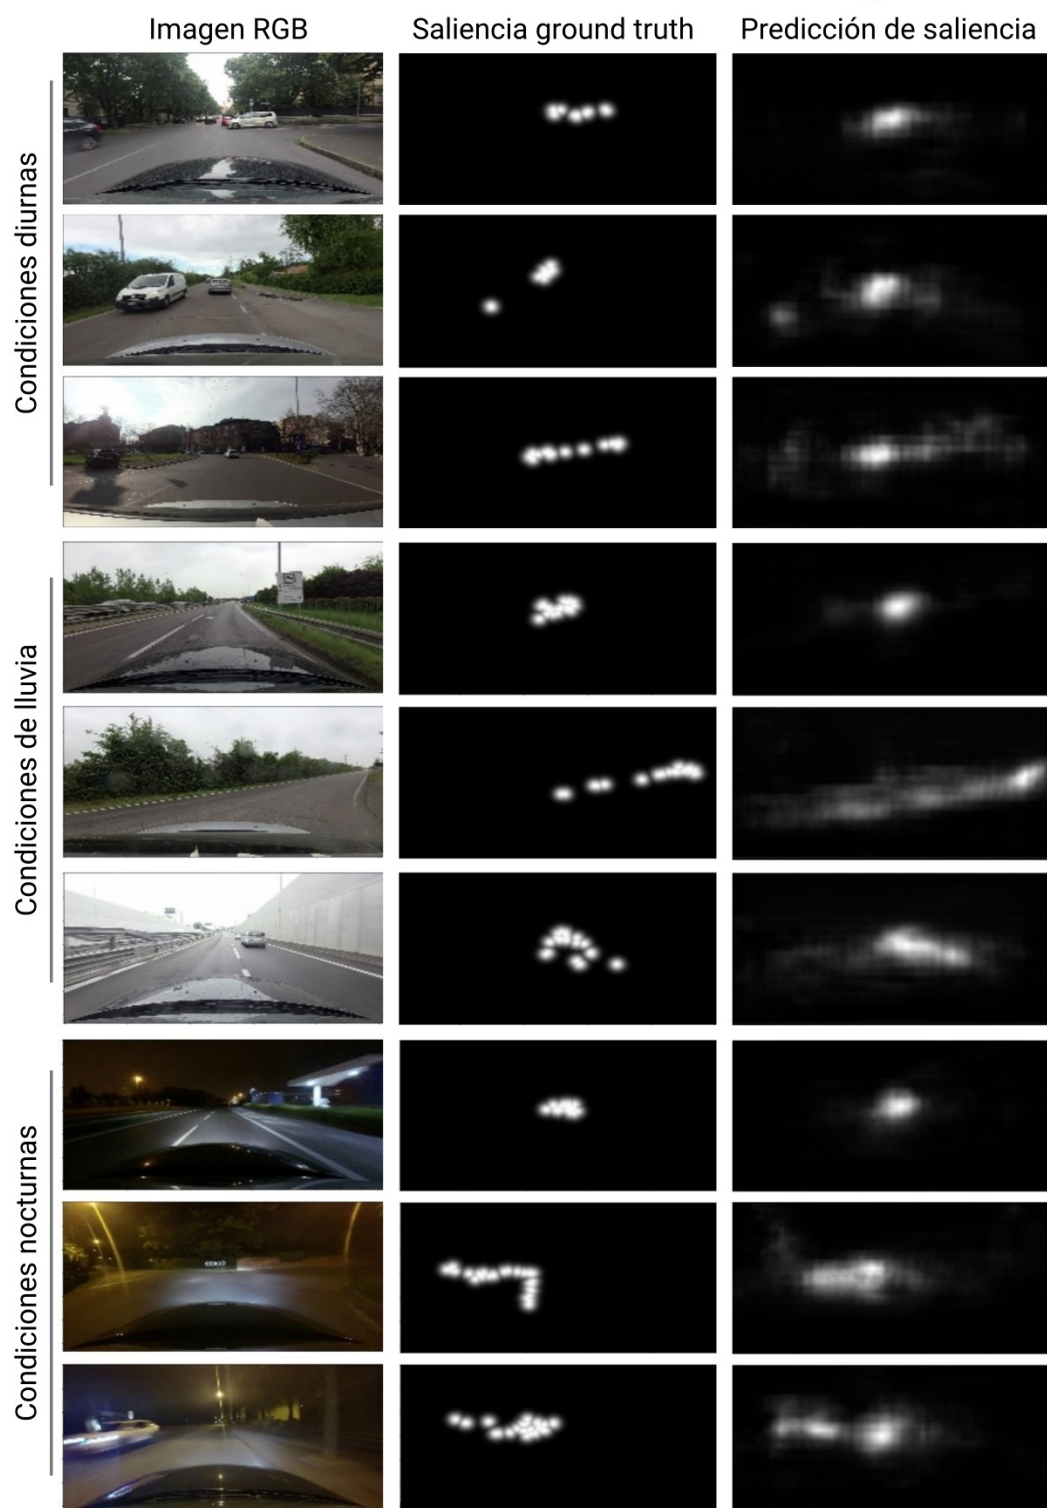 Imagen RGB
Saliencia ground truth
Predicción de saliencia
Condiciones diurnas
Condiciones de lluvia
Condiciones nocturnas